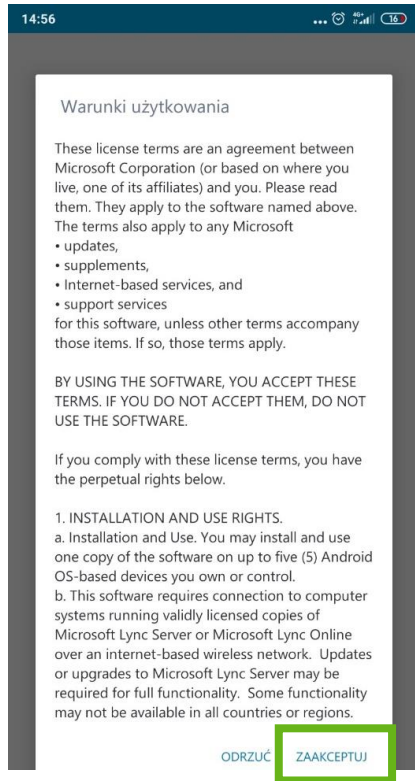 14:56
... 4G+ 16
Warunki użytkowania
These license terms are an agreement between
Microsoft Corporation (or based on where you
live, one of its affiliates) and you. Please read
them. They apply to the software named above.
The terms also apply to any Microsoft
• updates,
• supplements,
• Internet-based services, and
• support services
for this software, unless other terms accompany
those items. If so, those terms apply.
BY USING THE SOFTWARE, YOU ACCEPT THESE
TERMS. IF YOU DO NOT ACCEPT THEM, DO NOT
USE THE SOFTWARE.
If you comply with these license terms, you have
the perpetual rights below.
1. INSTALLATION AND USE RIGHTS.
a. Installation and Use. You may install and use
one copy of the software on up to five (5) Android
OS-based devices you own or control.
b. This software requires connection to computer
systems running validly licensed copies of
Microsoft Lync Server or Microsoft Lync Online
over an internet-based wireless network.  Updates
or upgrades to Microsoft Lync Server may be
required for full functionality.  Some functionality
may not be available in all countries or regions.
ODRZUĆ ZAAKCEPTUJ